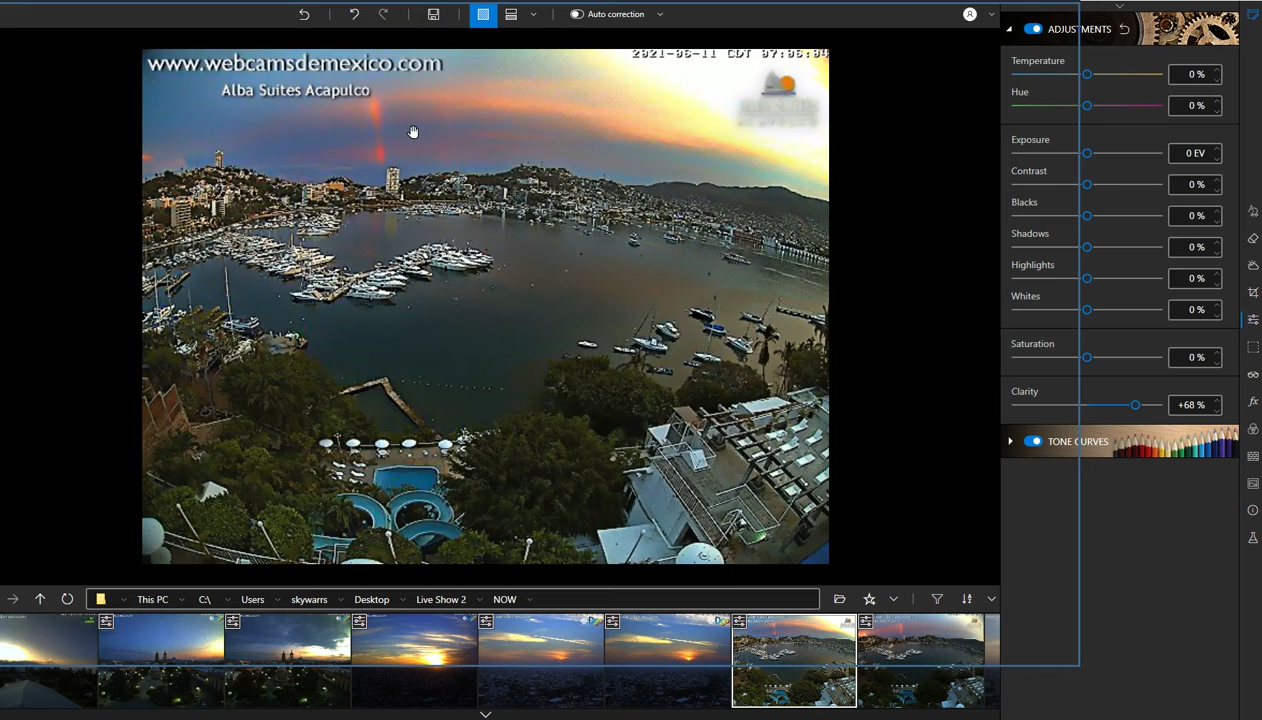 Auto correction
www.webcamsdemexico.com
2021-06-11 CDT 07:06:04
Alba Suites Acapulco
ADJUSTMENTS
Temperature
0 %
Hue
0 %
Exposure
0 EV
Contrast
0 %
Blacks
0 %
Shadows
0 %
Highlights
0 %
Whites
0 %
Saturation
0 %
Clarity
+68 %
TONE CURVES
This PC
C:\
Users
skywarrs
Desktop
Live Show 2
NOW